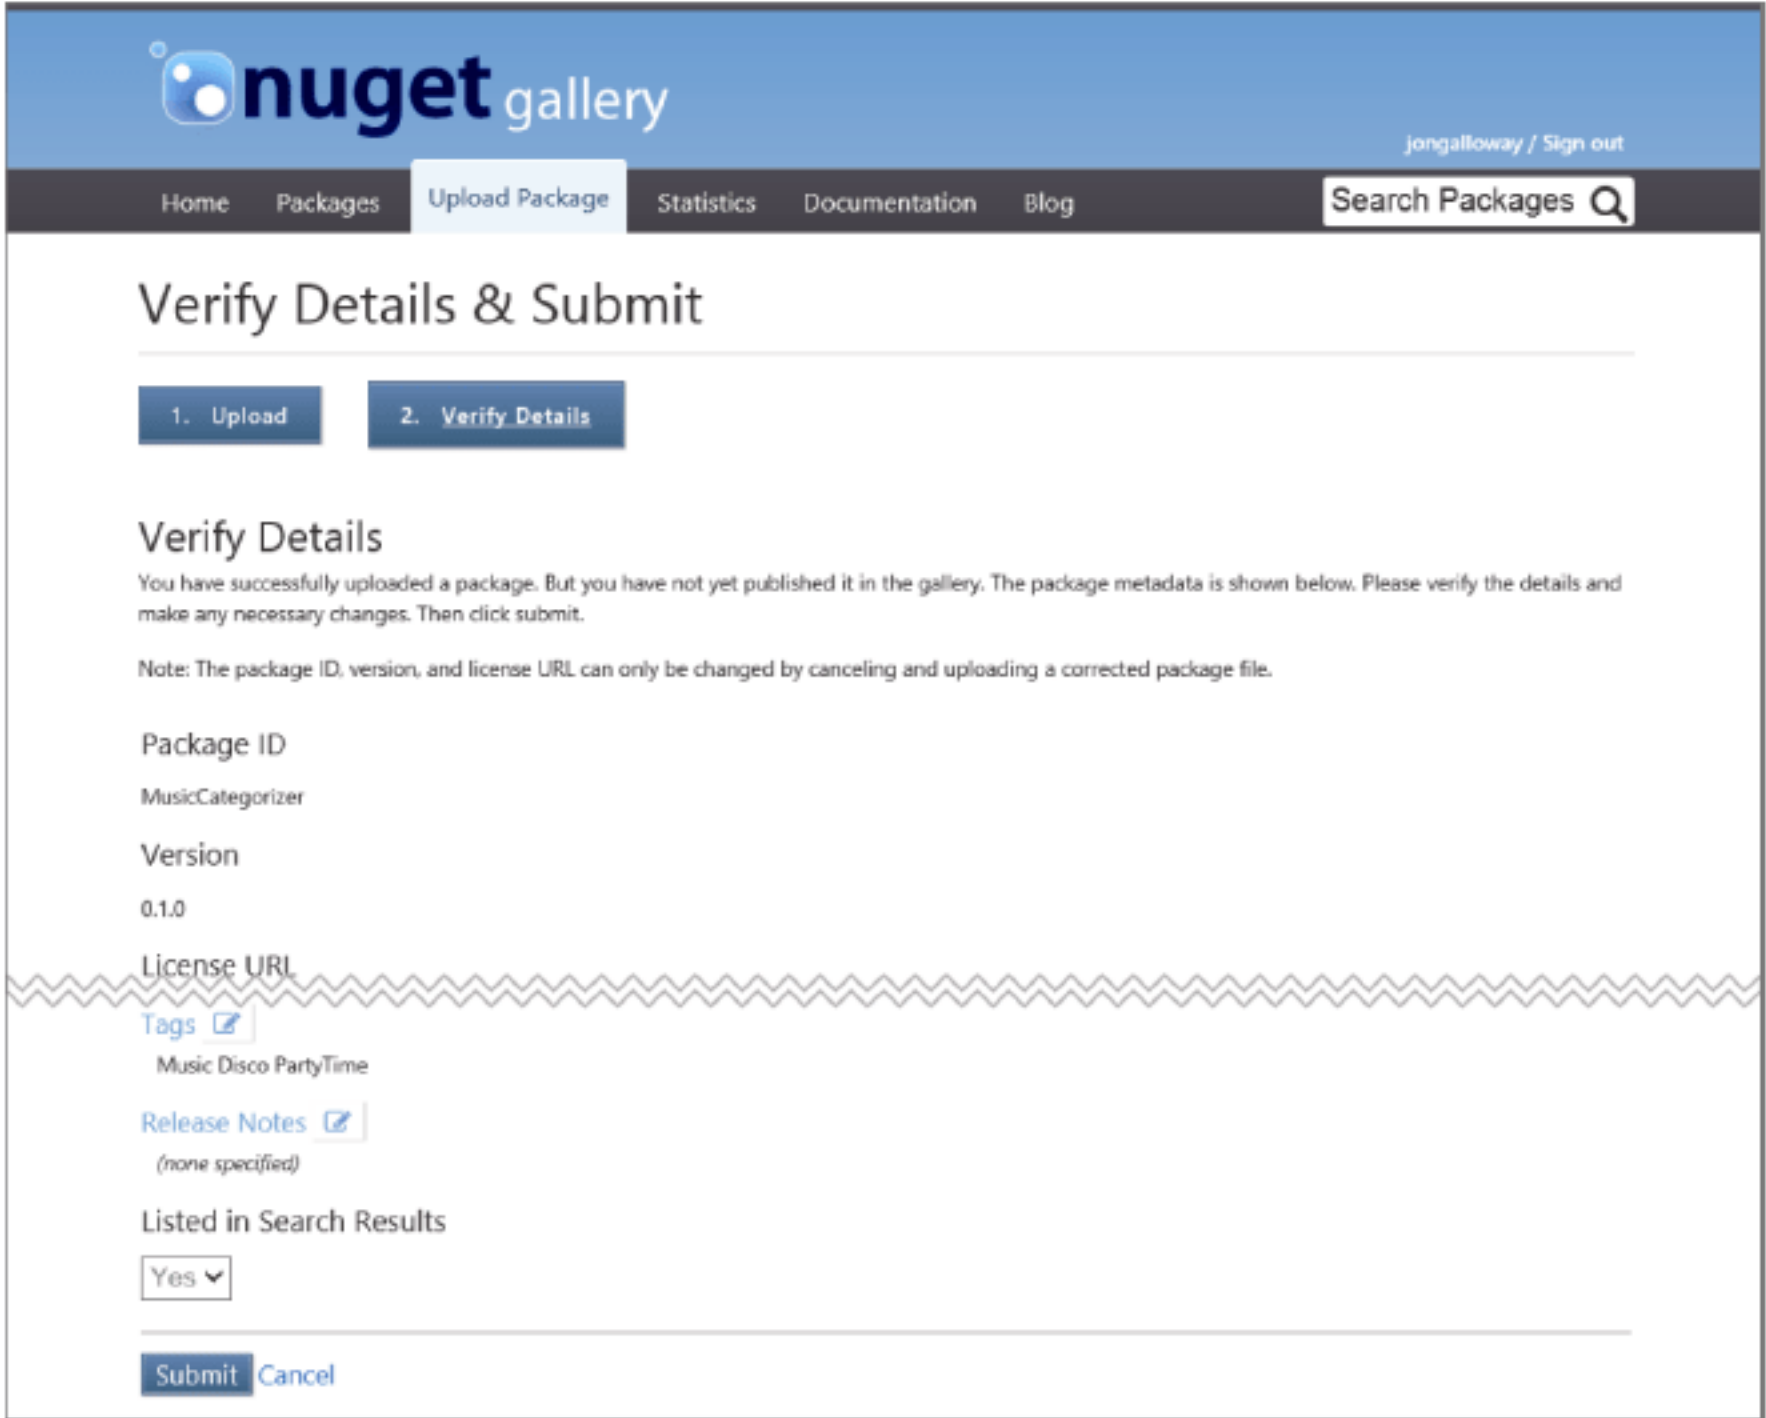 nuget gallery
jongalloway / Sign out
Home Packages Upload Package Statistics Documentation Blog Search Packages
Verify Details & Submit
1. Upload 2. Verify Details
Verify Details
You have successfully uploaded a package. But you have not yet published it in the gallery. The package metadata is shown below. Please verify the details and
make any necessary changes. Then click submit.
Note: The package ID, version, and license URL can only be changed by canceling and uploading a corrected package file.
Package ID
MusicCategorizer
Version
0.1.0
License URL
Tags
Music Disco PartyTime
Release Notes
(none specified)
Listed in Search Results
Yes
Submit Cancel